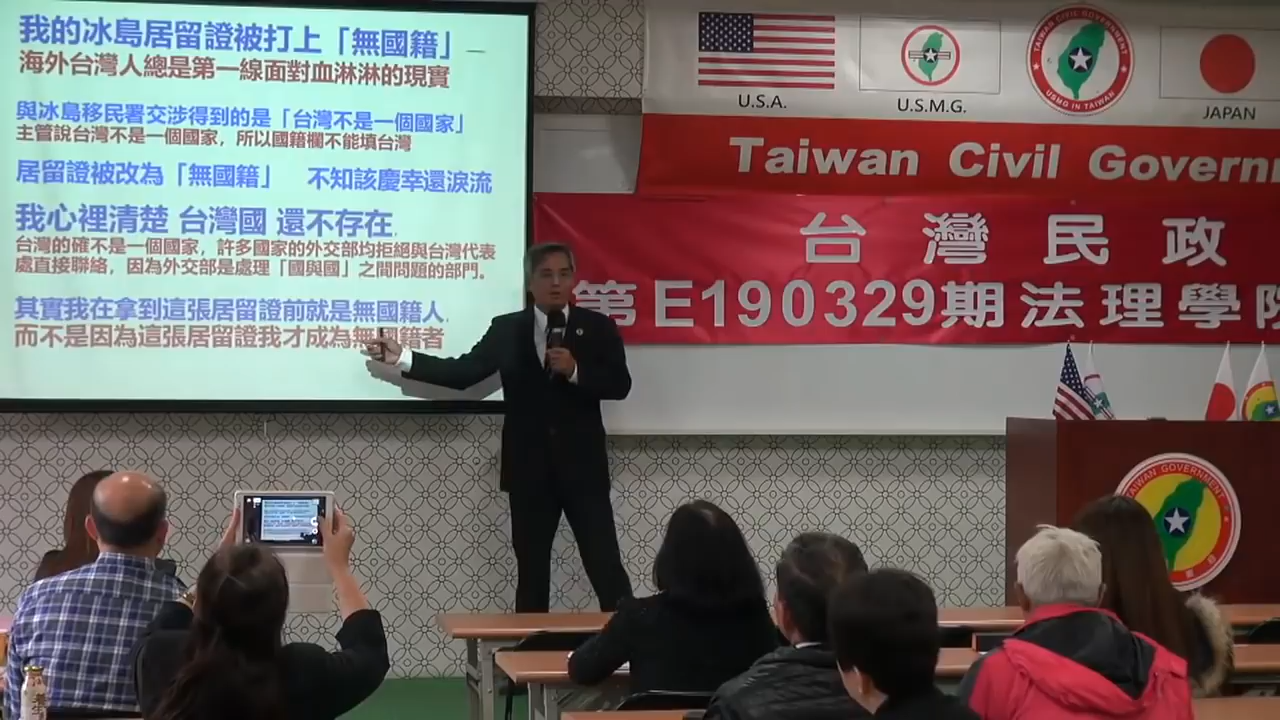 我的冰島居留證被打上「無國籍」—
海外台灣人總是第一線面對血淋淋的現實
與冰島移民署交涉得到的是「台灣不是一個國家」
主管說台灣不是一個國家，所以國籍欄不能填台灣
居留證被改為「無國籍」 不知該慶幸還淚流
我心裡清楚 台灣國 還不存在.
台灣的確不是一個國家，許多國家的外交部均拒絕與台灣代表
處直接聯絡，因為外交部是處理「國與國」之間問題的部門。
其實我在拿到這張居留證前就是無國籍人.
而不是因為這張居留證我才成為無國籍者
U.S.A.
U.S.M.G.
TAIWAN CIVIL GOVERNMENT
USMG IN TAIWAN
JAPAN
Taiwan Civil Governm
台灣民政
第E190329期法理學院
TAIWAN GOVERNMENT